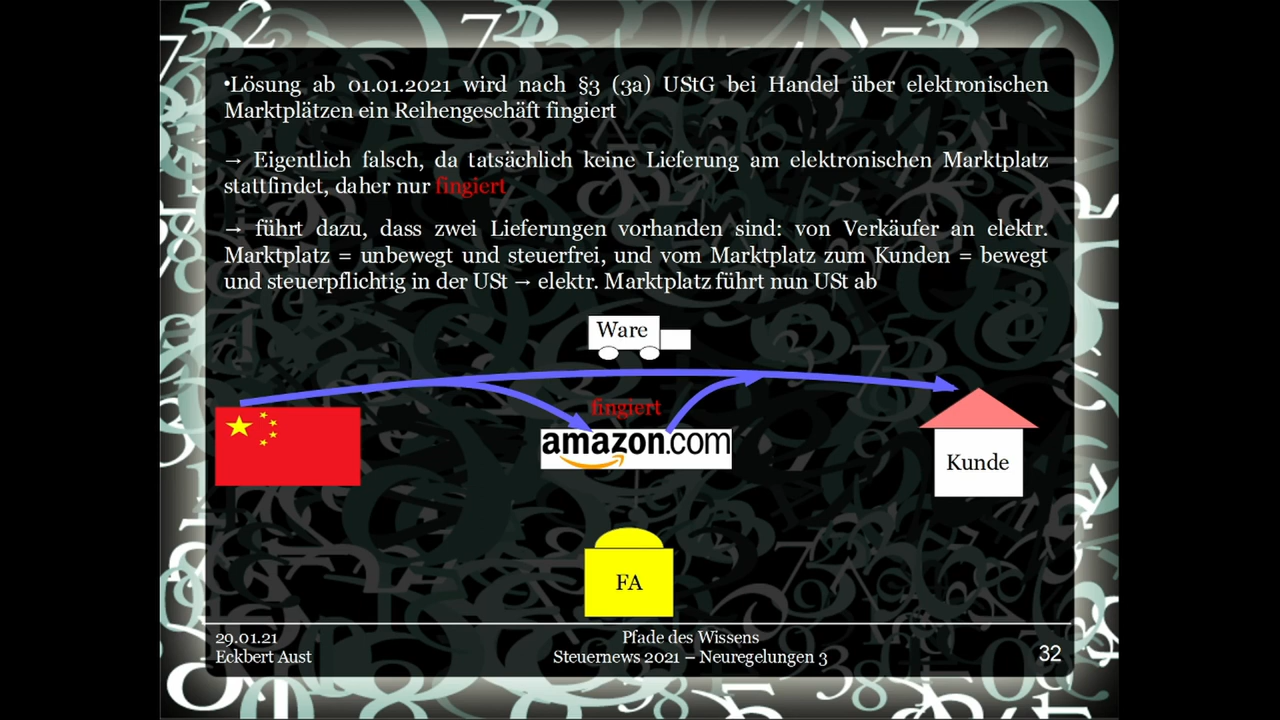 •Lösung ab 01.01.2021 wird nach §3 (3a) UStG bei Handel über elektronischen
Marktplätzen ein Reihengeschäft fingiert
→ Eigentlich falsch, da tatsächlich keine Lieferung am elektronischen Marktplatz
stattfindet, daher nur fingiert
→ führt dazu, dass zwei Lieferungen vorhanden sind: von Verkäufer an elektr.
Marktplatz = unbewegt und steuerfrei, und vom Marktplatz zum Kunden = bewegt
und steuerpflichtig in der USt → elektr. Marktplatz führt nun USt ab
Ware
fingiert
amazon.com
Kunde
FA
29.01.21
Eckbert Aust
Pfade des Wissens
Steuernews 2021 – Neuregelungen 3
32